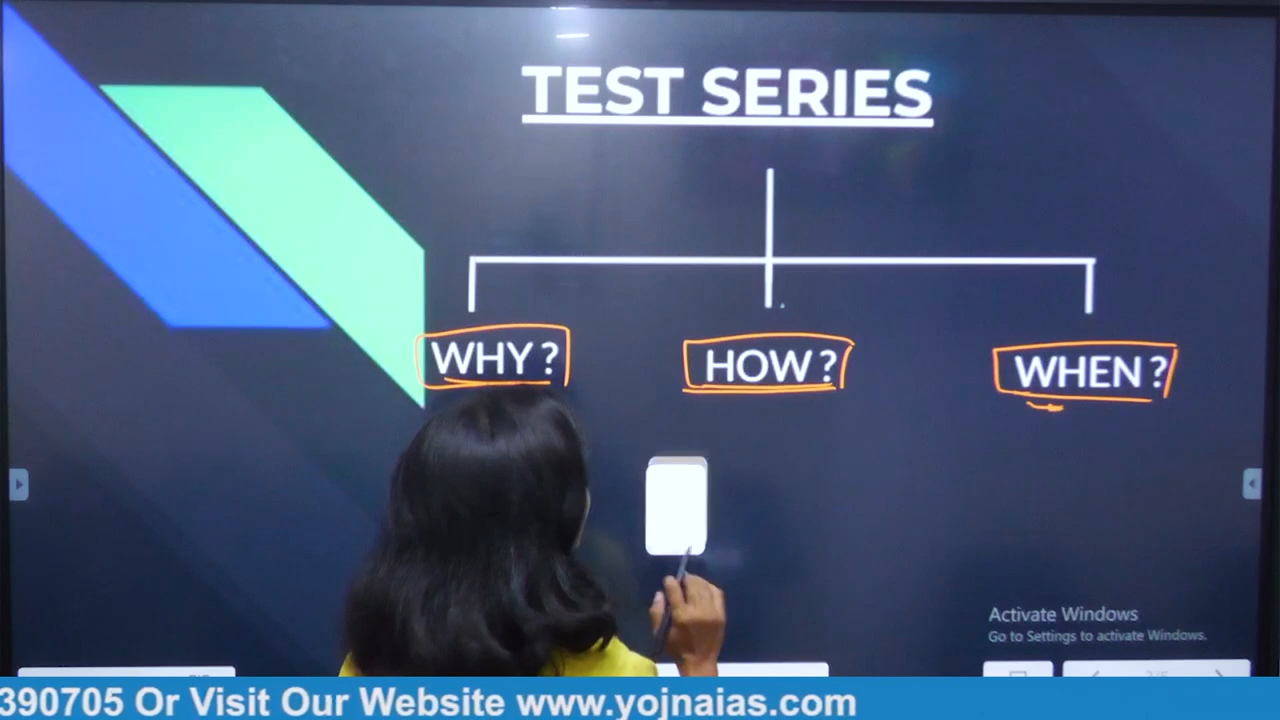 TEST SERIES
WHY ?
HOW ?
WHEN ?
Activate Windows
Go to Settings to activate Windows.
390705 Or Visit Our Website www.yojnaias.com